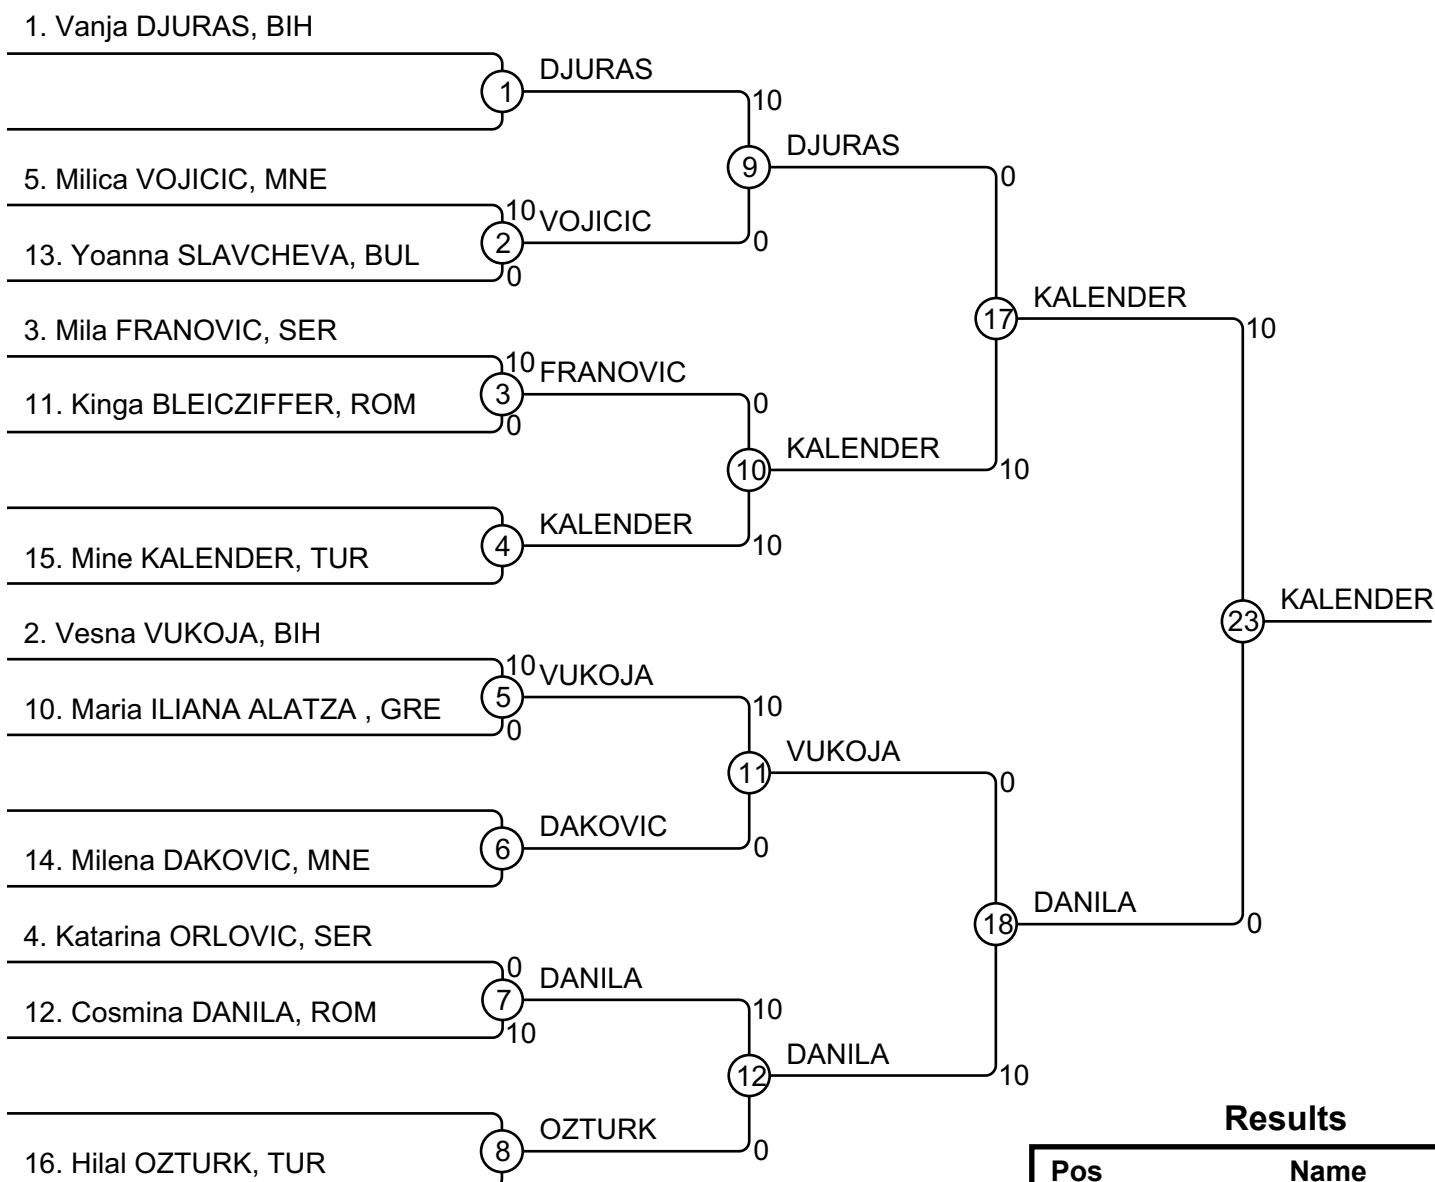 1. Vanja DJURAS, BIH
1
DJURAS
10
9
DJURAS
0
5. Milica VOJICIC, MNE
10
2
VOJICIC
0
13. Yoanna SLAVCHEVA, BUL
0
17
KALENDER
10
3. Mila FRANOVIC, SER
10
3
FRANOVIC
0
11. Kinga BLEICZIFFER, ROM
0
10
KALENDER
10
4
KALENDER
10
15. Mine KALENDER, TUR
23
KALENDER
2. Vesna VUKOJA, BIH
10
5
VUKOJA
10
10. Maria ILIANA ALATZA , GRE
0
11
VUKOJA
0
6
DAKOVIC
0
14. Milena DAKOVIC, MNE
18
DANILA
0
4. Katarina ORLOVIC, SER
0
7
DANILA
10
12. Cosmina DANILA, ROM
10
12
DANILA
10
8
OZTURK
0
16. Hilal OZTURK, TUR
Results
Pos Name